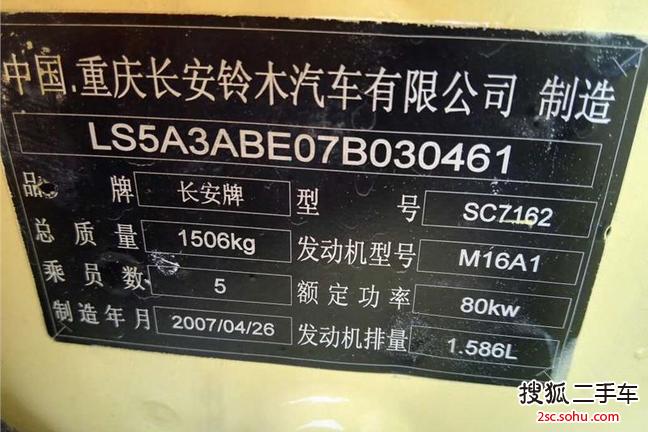 中国.重庆长安铃木汽车有限公司 制造
LS5A3ABE07B030461
品牌 长安牌 型号 SC7162
总质量 1506kg 发动机型号 M16A1
乘员数 5 额定功率 80kw
制造年月 2007/04/26 发动机排量 1.586L
搜狐 二手车
2sc.sohu.com